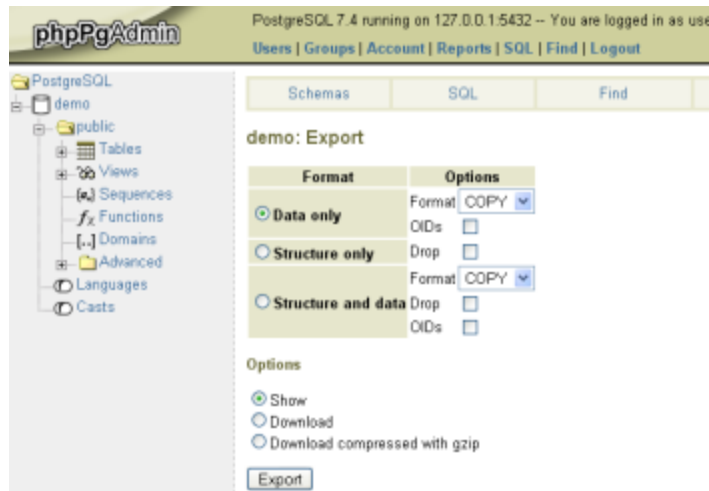 phpPgAdmin
PostgreSQL 7.4 running on 127.0.0.1:5432 -- You are logged in as use
Users | Groups | Account | Reports | SQL | Find | Logout
PostgreSQL
demo
public
Tables
Views
Sequences
Functions
Domains
Advanced
Languages
Casts
Schemas SQL Find
demo: Export
Format Options
Data only
Format COPY
OIDs
Structure only Drop
Structure and data
Format COPY
Drop
OIDs
Options
Show
Download
Download compressed with gzip
Export